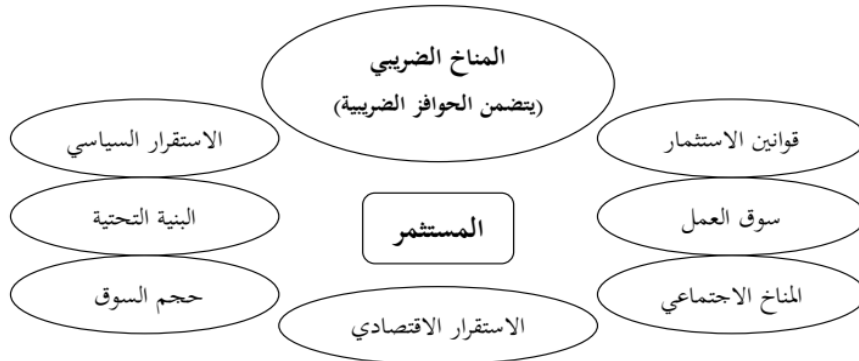 المناخ الضريبي
(يتضمن الحوافز الضريبية)
قوانين الاستثمار
الاستقرار السياسي
سوق العمل
المستثمر
البنية التحتية
المناخ الاجتماعي
حجم السوق
الاستقرار الاقتصادي